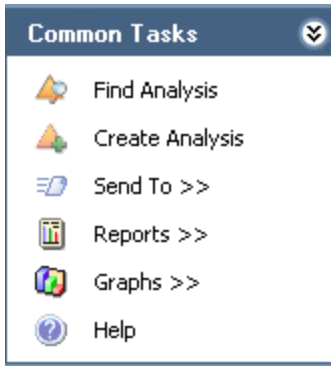 Common Tasks
Find Analysis
Create Analysis
Send To >>
Reports >>
Graphs >>
Help